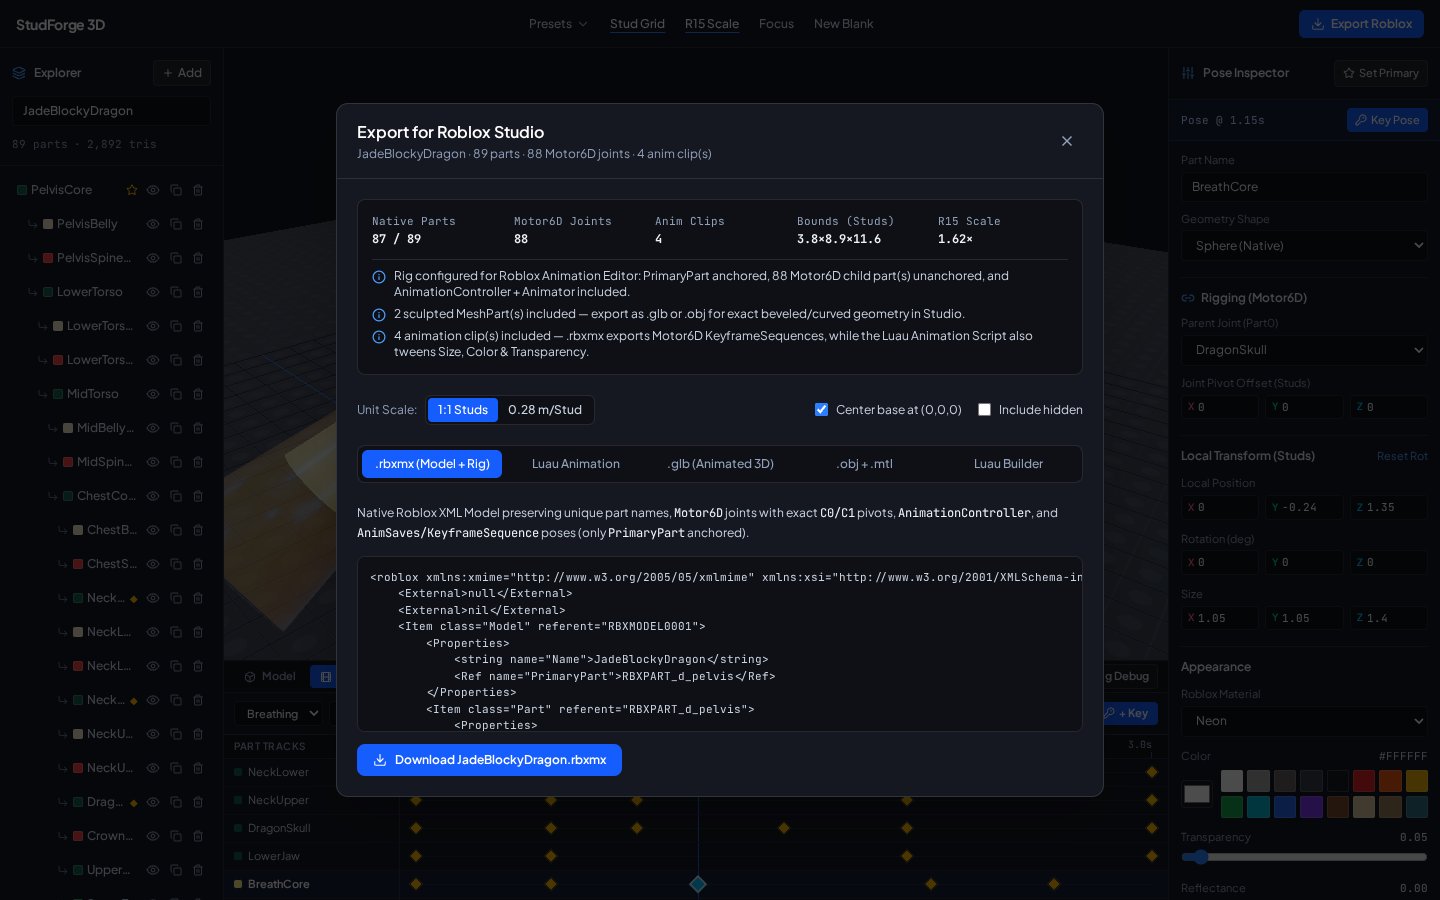 StudForge 3D
Presets
Stud Grid
R15 Scale
Focus
New Blank
Export Roblox
Explorer
Add
JadeBlockyDragon
89 parts · 2,892 tris
PelvisCore
PelvisBelly
PelvisSpine...
LowerTorso
LowerTors...
LowerTors...
MidTorso
MidBelly...
MidSpin...
ChestCo...
ChestB...
ChestS...
Neck...
NeckL...
NeckL...
Neck...
NeckU...
NeckU...
Drag...
Crown...
Upper...
Export for Roblox Studio
JadeBlockyDragon · 89 parts · 88 Motor6D joints · 4 anim clip(s)
Native Parts
87 / 89
Motor6D Joints
88
Anim Clips
4
Bounds (Studs)
3.8×8.9×11.6
R15 Scale
1.62×
Rig configured for Roblox Animation Editor: PrimaryPart anchored, 88 Motor6D child part(s) unanchored, and
AnimationController + Animator included.
2 sculpted MeshPart(s) included — export as .glb or .obj for exact beveled/curved geometry in Studio.
4 animation clip(s) included — .rbxmx exports Motor6D KeyframeSequences, while the Luau Animation Script also
tweens Size, Color & Transparency.
Unit Scale:
1:1 Studs
0.28 m/Stud
Center base at (0,0,0)
Include hidden
.rbxmx (Model + Rig)
Luau Animation
.glb (Animated 3D)
.obj + .mtl
Luau Builder
Native Roblox XML Model preserving unique part names, Motor6D joints with exact C0/C1 pivots, AnimationController, and
AnimSaves/KeyframeSequence poses (only PrimaryPart anchored).
<roblox xmlns:xmime="http://www.w3.org/2005/05/xmlmime" xmlns:xsi="http://www.w3.org/2001/XMLSchema-in
<External>null</External>
<External>nil</External>
<Item class="Model" referent="RBXMODEL0001">
<Properties>
<string name="Name">JadeBlockyDragon</string>
<Ref name="PrimaryPart">RBXPART_d_pelvis</Ref>
</Properties>
<Item class="Part" referent="RBXPART_d_pelvis">
<Properties>
Download JadeBlockyDragon.rbxmx
Model
g Debug
Breathing
+ Key
PART TRACKS
3.0s
NeckLower
NeckUpper
DragonSkull
LowerJaw
BreathCore
Pose Inspector
Set Primary
Pose @ 1.15s
Key Pose
Part Name
BreathCore
Geometry Shape
Sphere (Native)
Rigging (Motor6D)
Parent Joint (Part0)
DragonSkull
Joint Pivot Offset (Studs)
X 0
Y 0
Z 0
Local Transform (Studs)
Reset Rot
Local Position
X 0
Y -0.24
Z 1.35
Rotation (deg)
X 0
Y 0
Z 0
Size
X 1.05
Y 1.05
Z 1.4
Appearance
Roblox Material
Neon
Color
#FFFFFF
Transparency
0.05
Reflectance
0.00